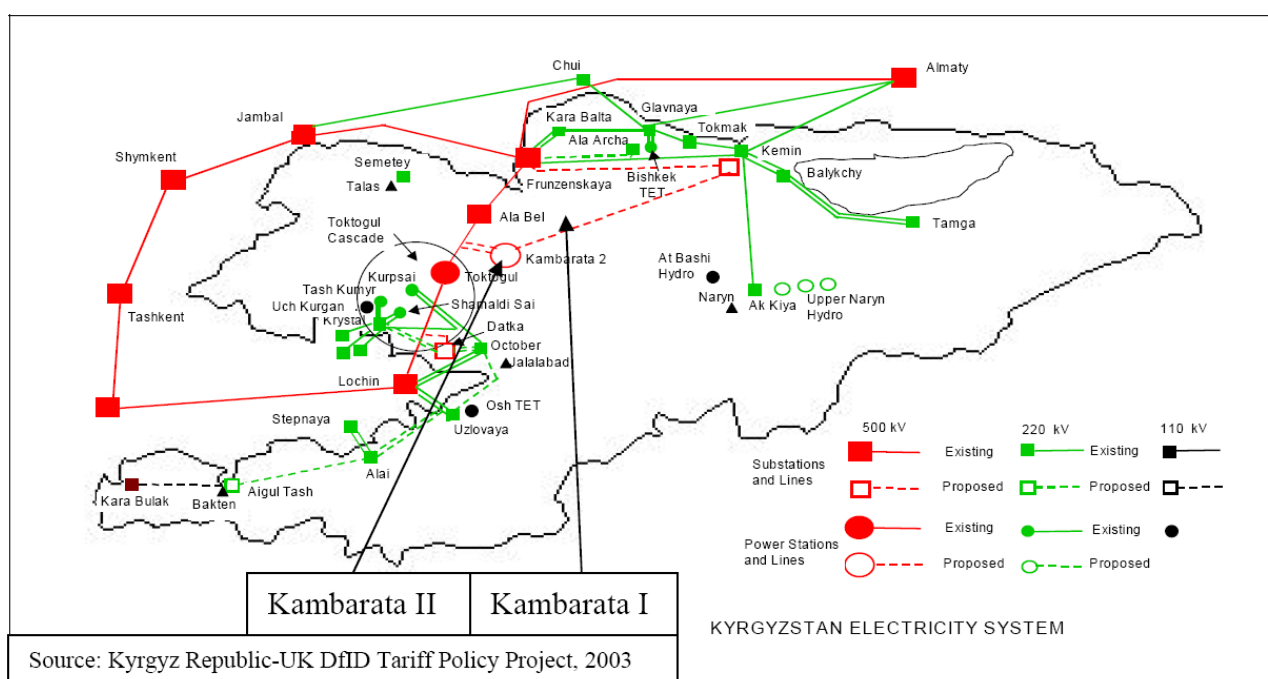 Almaty
Chui
Glavnaya
Jambal
Kara Balta
Tokmak
Ala Archa
Kemin
Shymkent
Semetey
Talas
Frunzenskaya
Bishkek
TET
Balykchy
Ala Bel
Toktogul
Cascade
Tamga
Kambarata 2
At Bashi
Hydro
Kurpsai
Toktogul
Tash Kumyr
Naryn
Ak Kiya
Upper Naryn
Hydro
Uch Kurgan
Shamaldi Sai
Krystal
Tashkent
Datka
October
Jalalabad
Lochin
Osh TET
Stepnaya
Uzlovaya
Alai
Kara Bulak
Bakten
Aigul Tash
500 kV
220 kV
110 kV
Substations
and Lines
Existing
Existing
Proposed
Proposed
Power Stations
and Lines
Existing
Existing
Proposed
Proposed
Kambarata II
Kambarata I
KYRGYZSTAN ELECTRICITY SYSTEM
Source: Kyrgyz Republic-UK DfID Tariff Policy Project, 2003